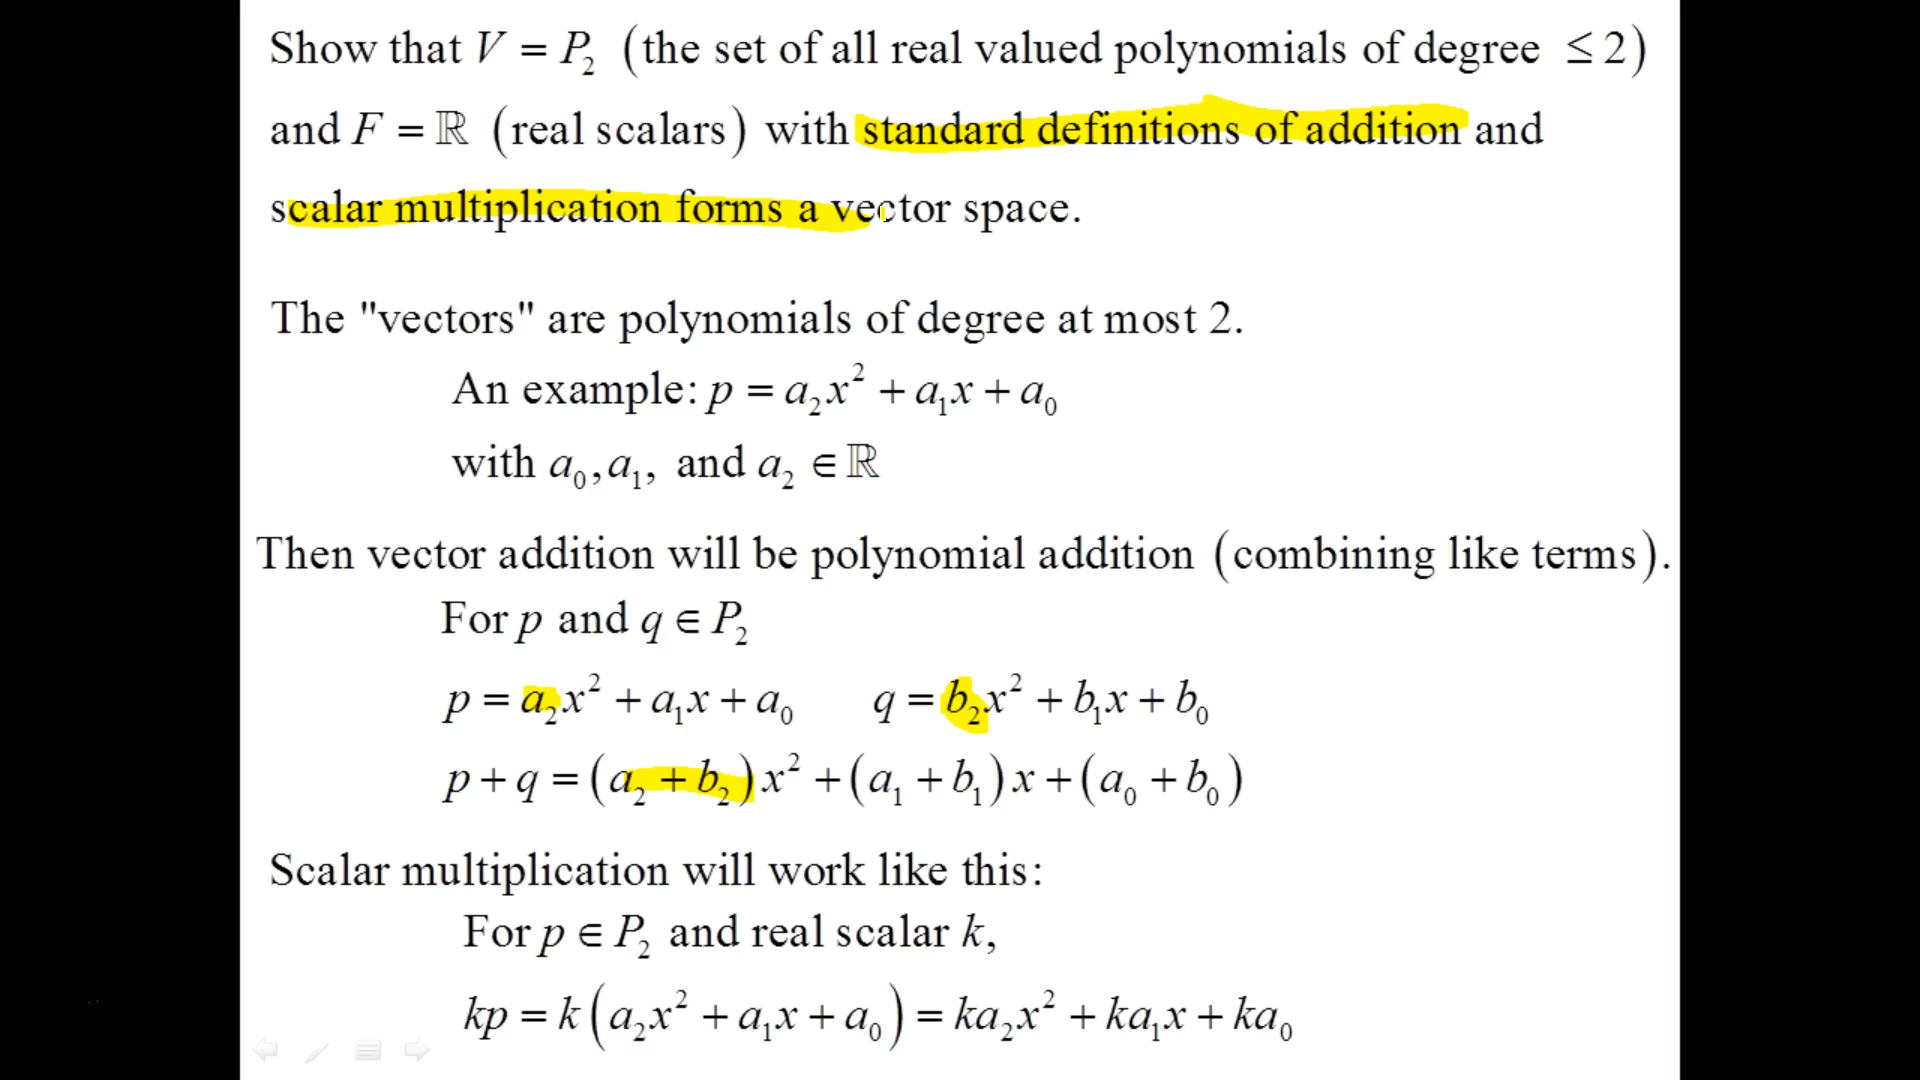 Show that V = P₂ (the set of all real valued polynomials of degree ≤ 2)
and F = ℝ (real scalars) with standard definitions of addition and
scalar multiplication forms a vector space.
The "vectors" are polynomials of degree at most 2.
An example: p = a₂x² + a₁x + a₀
with a₀, a₁, and a₂ ∈ ℝ
Then vector addition will be polynomial addition (combining like terms).
For p and q ∈ P₂
p = a₂x² + a₁x + a₀ q = b₂x² + b₁x + b₀
p + q = (a₂ + b₂)x² + (a₁ + b₁)x + (a₀ + b₀)
Scalar multiplication will work like this:
For p ∈ P₂ and real scalar k,
kp = k(a₂x² + a₁x + a₀) = ka₂x² + ka₁x + ka₀